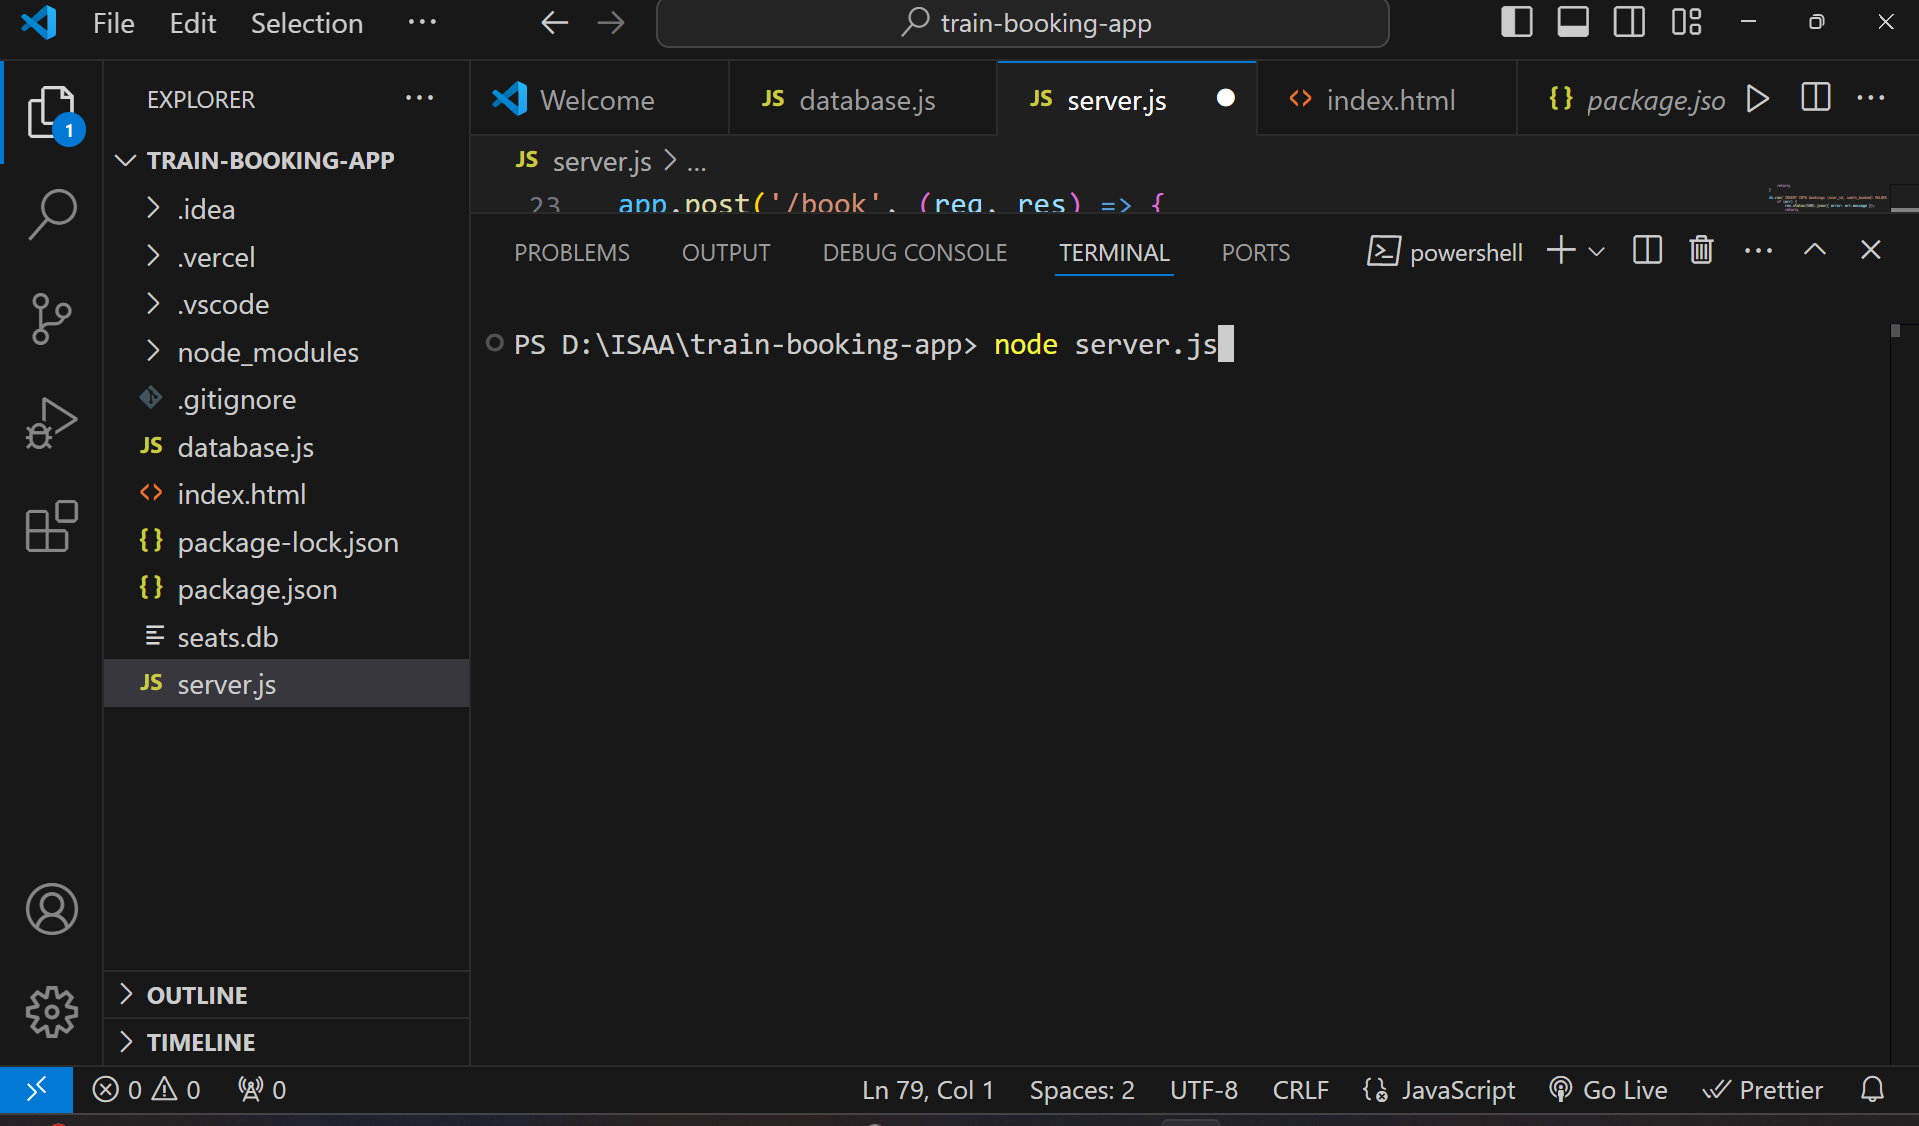 File Edit Selection ···
train-booking-app
1
EXPLORER ···
TRAIN-BOOKING-APP
.idea
.vercel
.vscode
node_modules
.gitignore
JS database.js
<> index.html
{} package-lock.json
{} package.json
seats.db
JS server.js
OUTLINE
TIMELINE
Welcome
JS database.js
JS server.js
<> index.html
{} package.jso
JS server.js > ...
23 app.post('/book', (req, res) => {
PROBLEMS OUTPUT DEBUG CONSOLE TERMINAL PORTS
powershell
PS D:\ISAA\train-booking-app> node server.js
0 0 0
Ln 79, Col 1 Spaces: 2 UTF-8 CRLF JavaScript Go Live Prettier